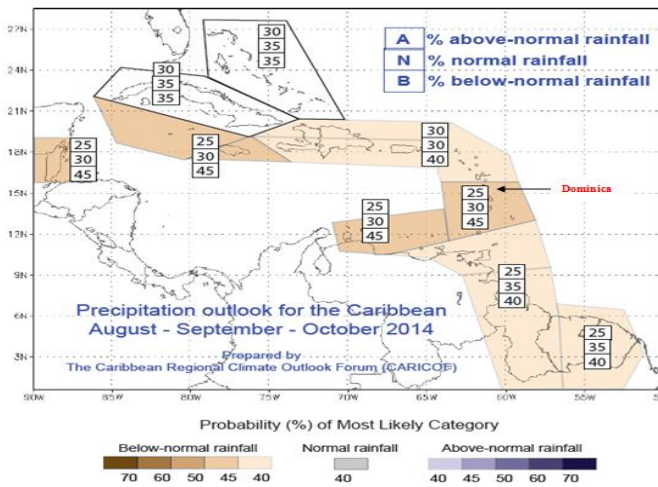 27N
24N
21N
18N
15N
12N
9N
6N
3N
A % above-normal rainfall
N % normal rainfall
B % below-normal rainfall
30
35
35
30
35
35
25
30
45
25
30
45
30
30
40
25
30
45
25
30
45
Dominica
25
35
40
25
35
40
Precipitation outlook for the Caribbean
August - September - October 2014
Prepared by
The Caribbean Regional Climate Outlook Forum (CARICOF)
90W 85W 80W 75W 70W 65W 60W 55W
Probability (%) of Most Likely Category
Below-normal rainfall Normal rainfall Above-normal rainfall
70 60 50 45 40 40 40 45 50 60 70